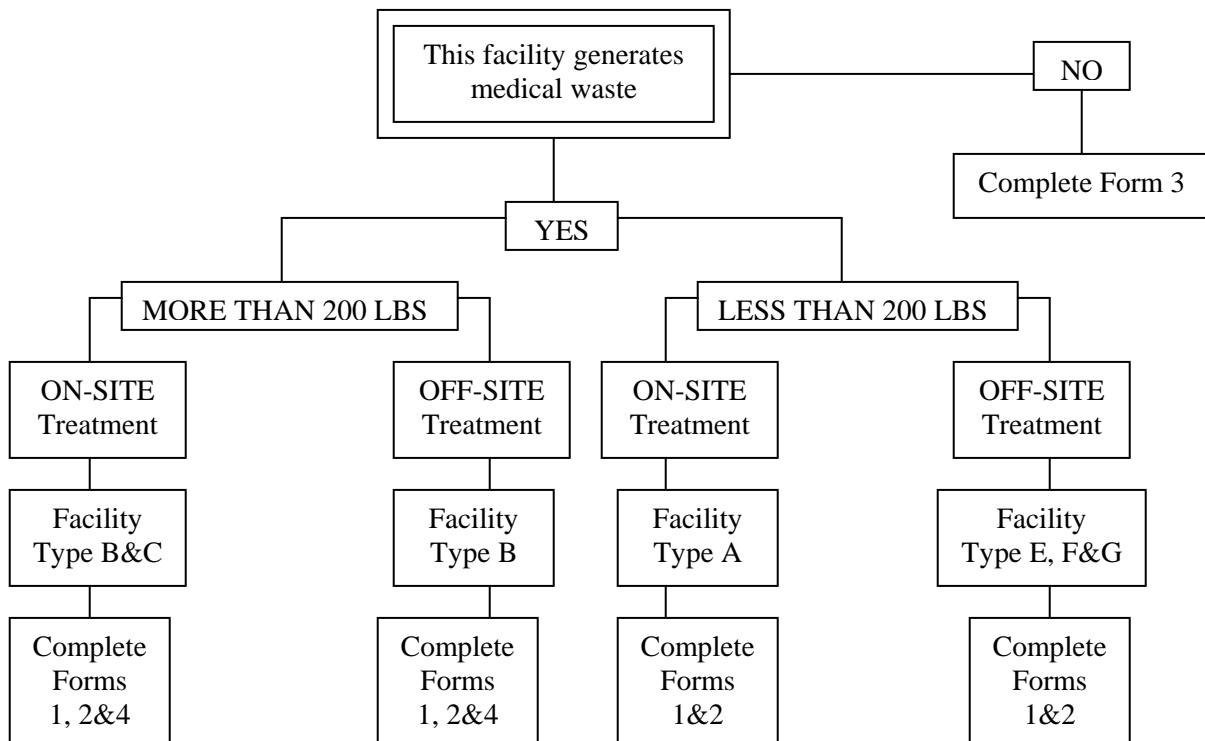 This facility generates
medical waste
NO
Complete Form 3
YES
MORE THAN 200 LBS
LESS THAN 200 LBS
ON-SITE
Treatment
OFF-SITE
Treatment
ON-SITE
Treatment
OFF-SITE
Treatment
Facility
Type B&C
Facility
Type B
Facility
Type A
Facility
Type E, F&G
Complete
Forms
1, 2&4
Complete
Forms
1, 2&4
Complete
Forms
1&2
Complete
Forms
1&2